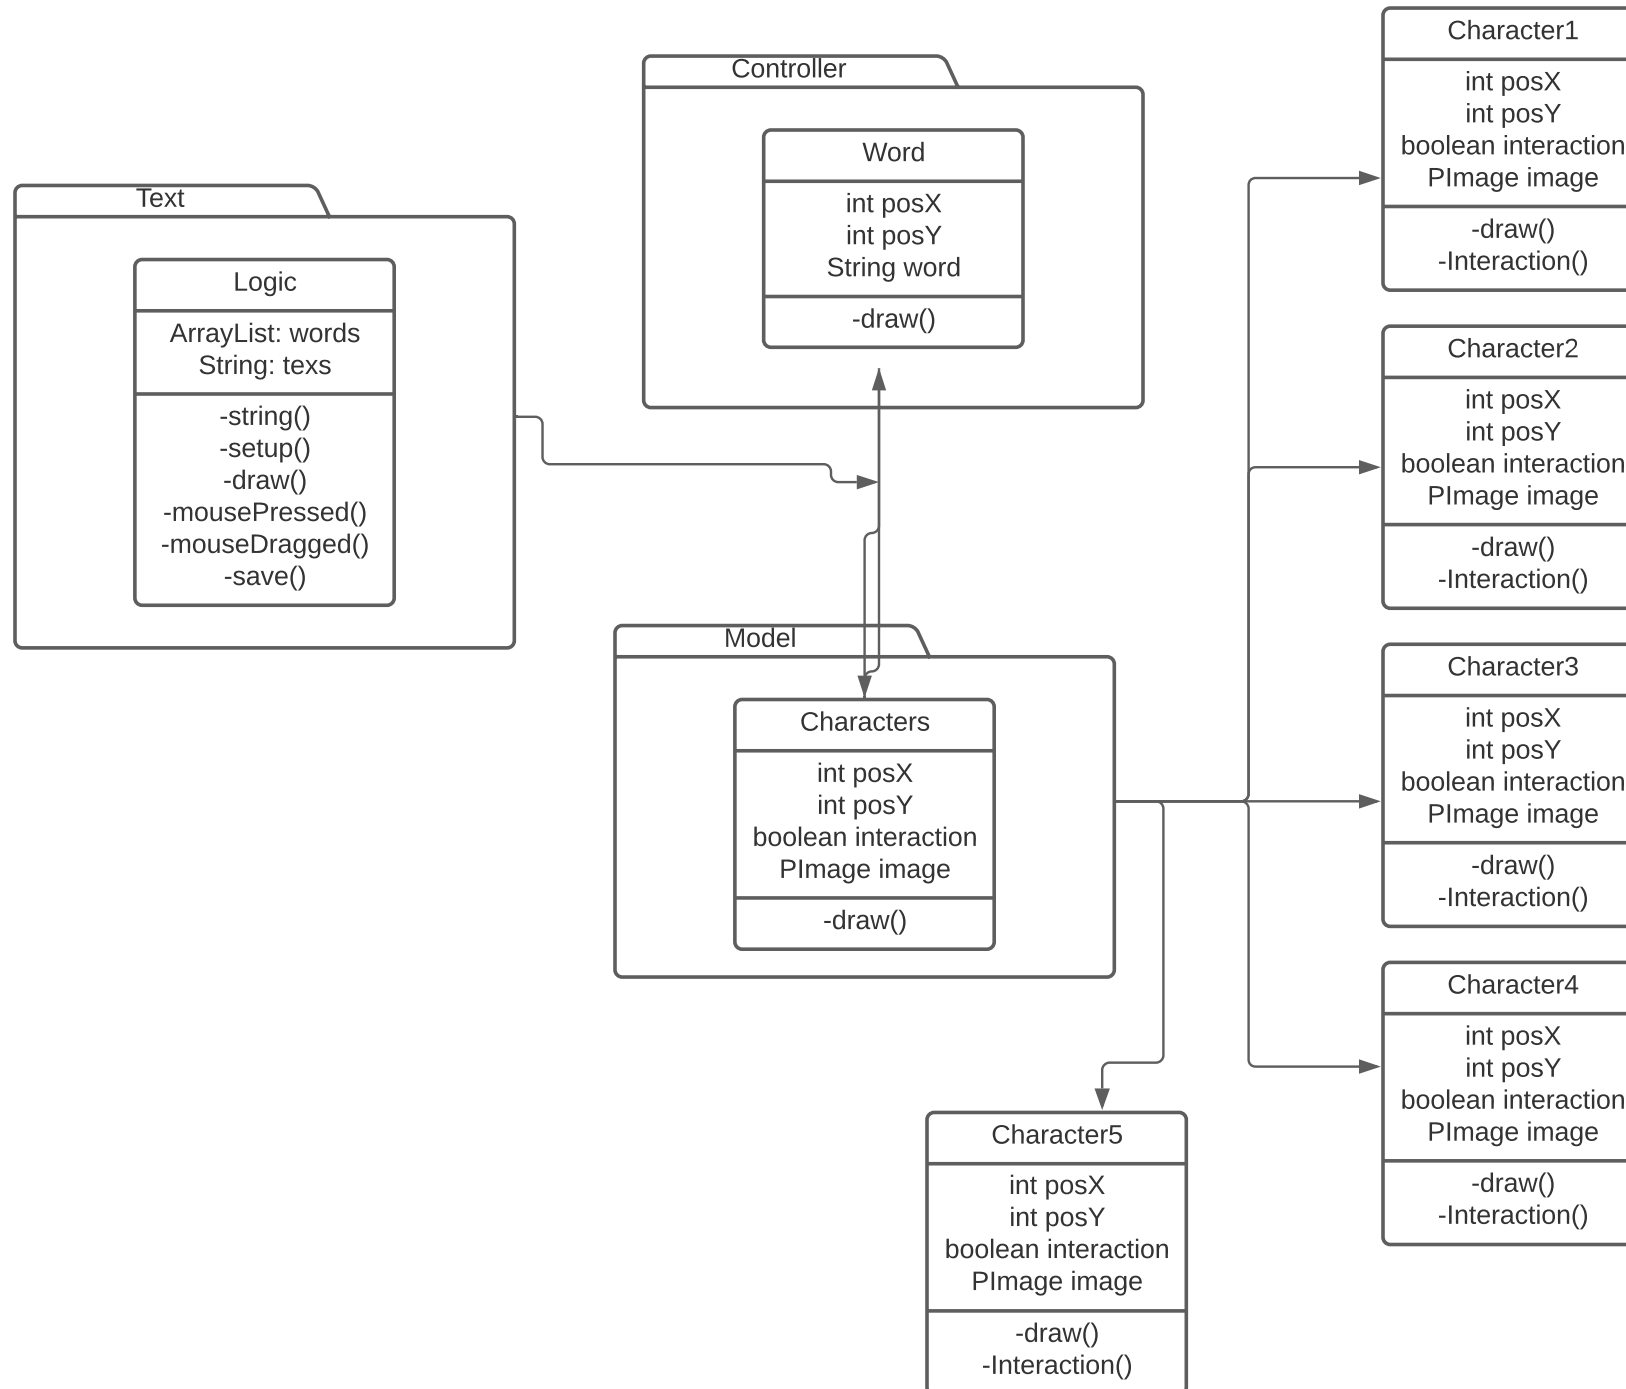 Text
Logic
ArrayList: words
String: texs
-string()
-setup()
-draw()
-mousePressed()
-mouseDragged()
-save()
Controller
Word
int posX
int posY
String word
-draw()
Model
Characters
int posX
int posY
boolean interaction
PImage image
-draw()
Character1
int posX
int posY
boolean interaction
PImage image
-draw()
-Interaction()
Character2
int posX
int posY
boolean interaction
PImage image
-draw()
-Interaction()
Character3
int posX
int posY
boolean interaction
PImage image
-draw()
-Interaction()
Character4
int posX
int posY
boolean interaction
PImage image
-draw()
-Interaction()
Character5
int posX
int posY
boolean interaction
PImage image
-draw()
-Interaction()